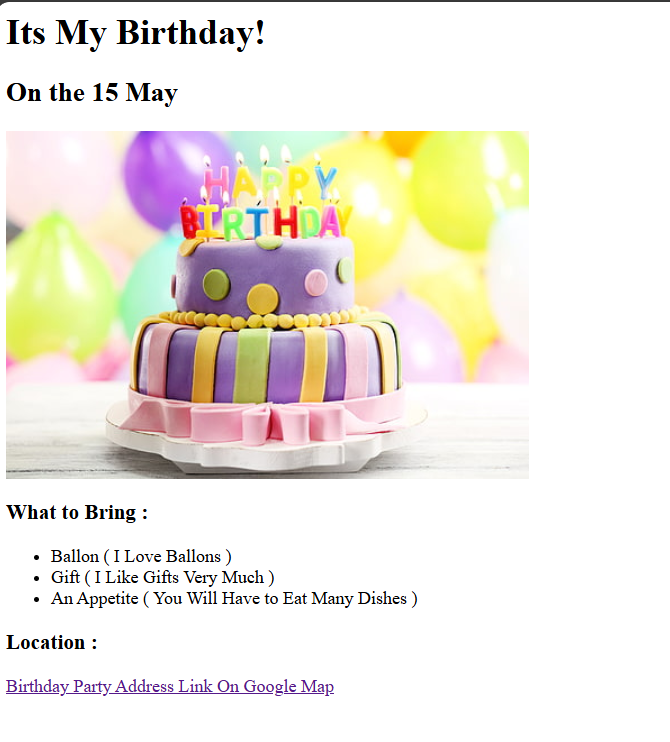 Its My Birthday!
On the 15 May
HAPPY
BIRTHDAY
What to Bring :
Ballon ( I Love Ballons )
Gift ( I Like Gifts Very Much )
An Appetite ( You Will Have to Eat Many Dishes )
Location :
Birthday Party Address Link On Google Map